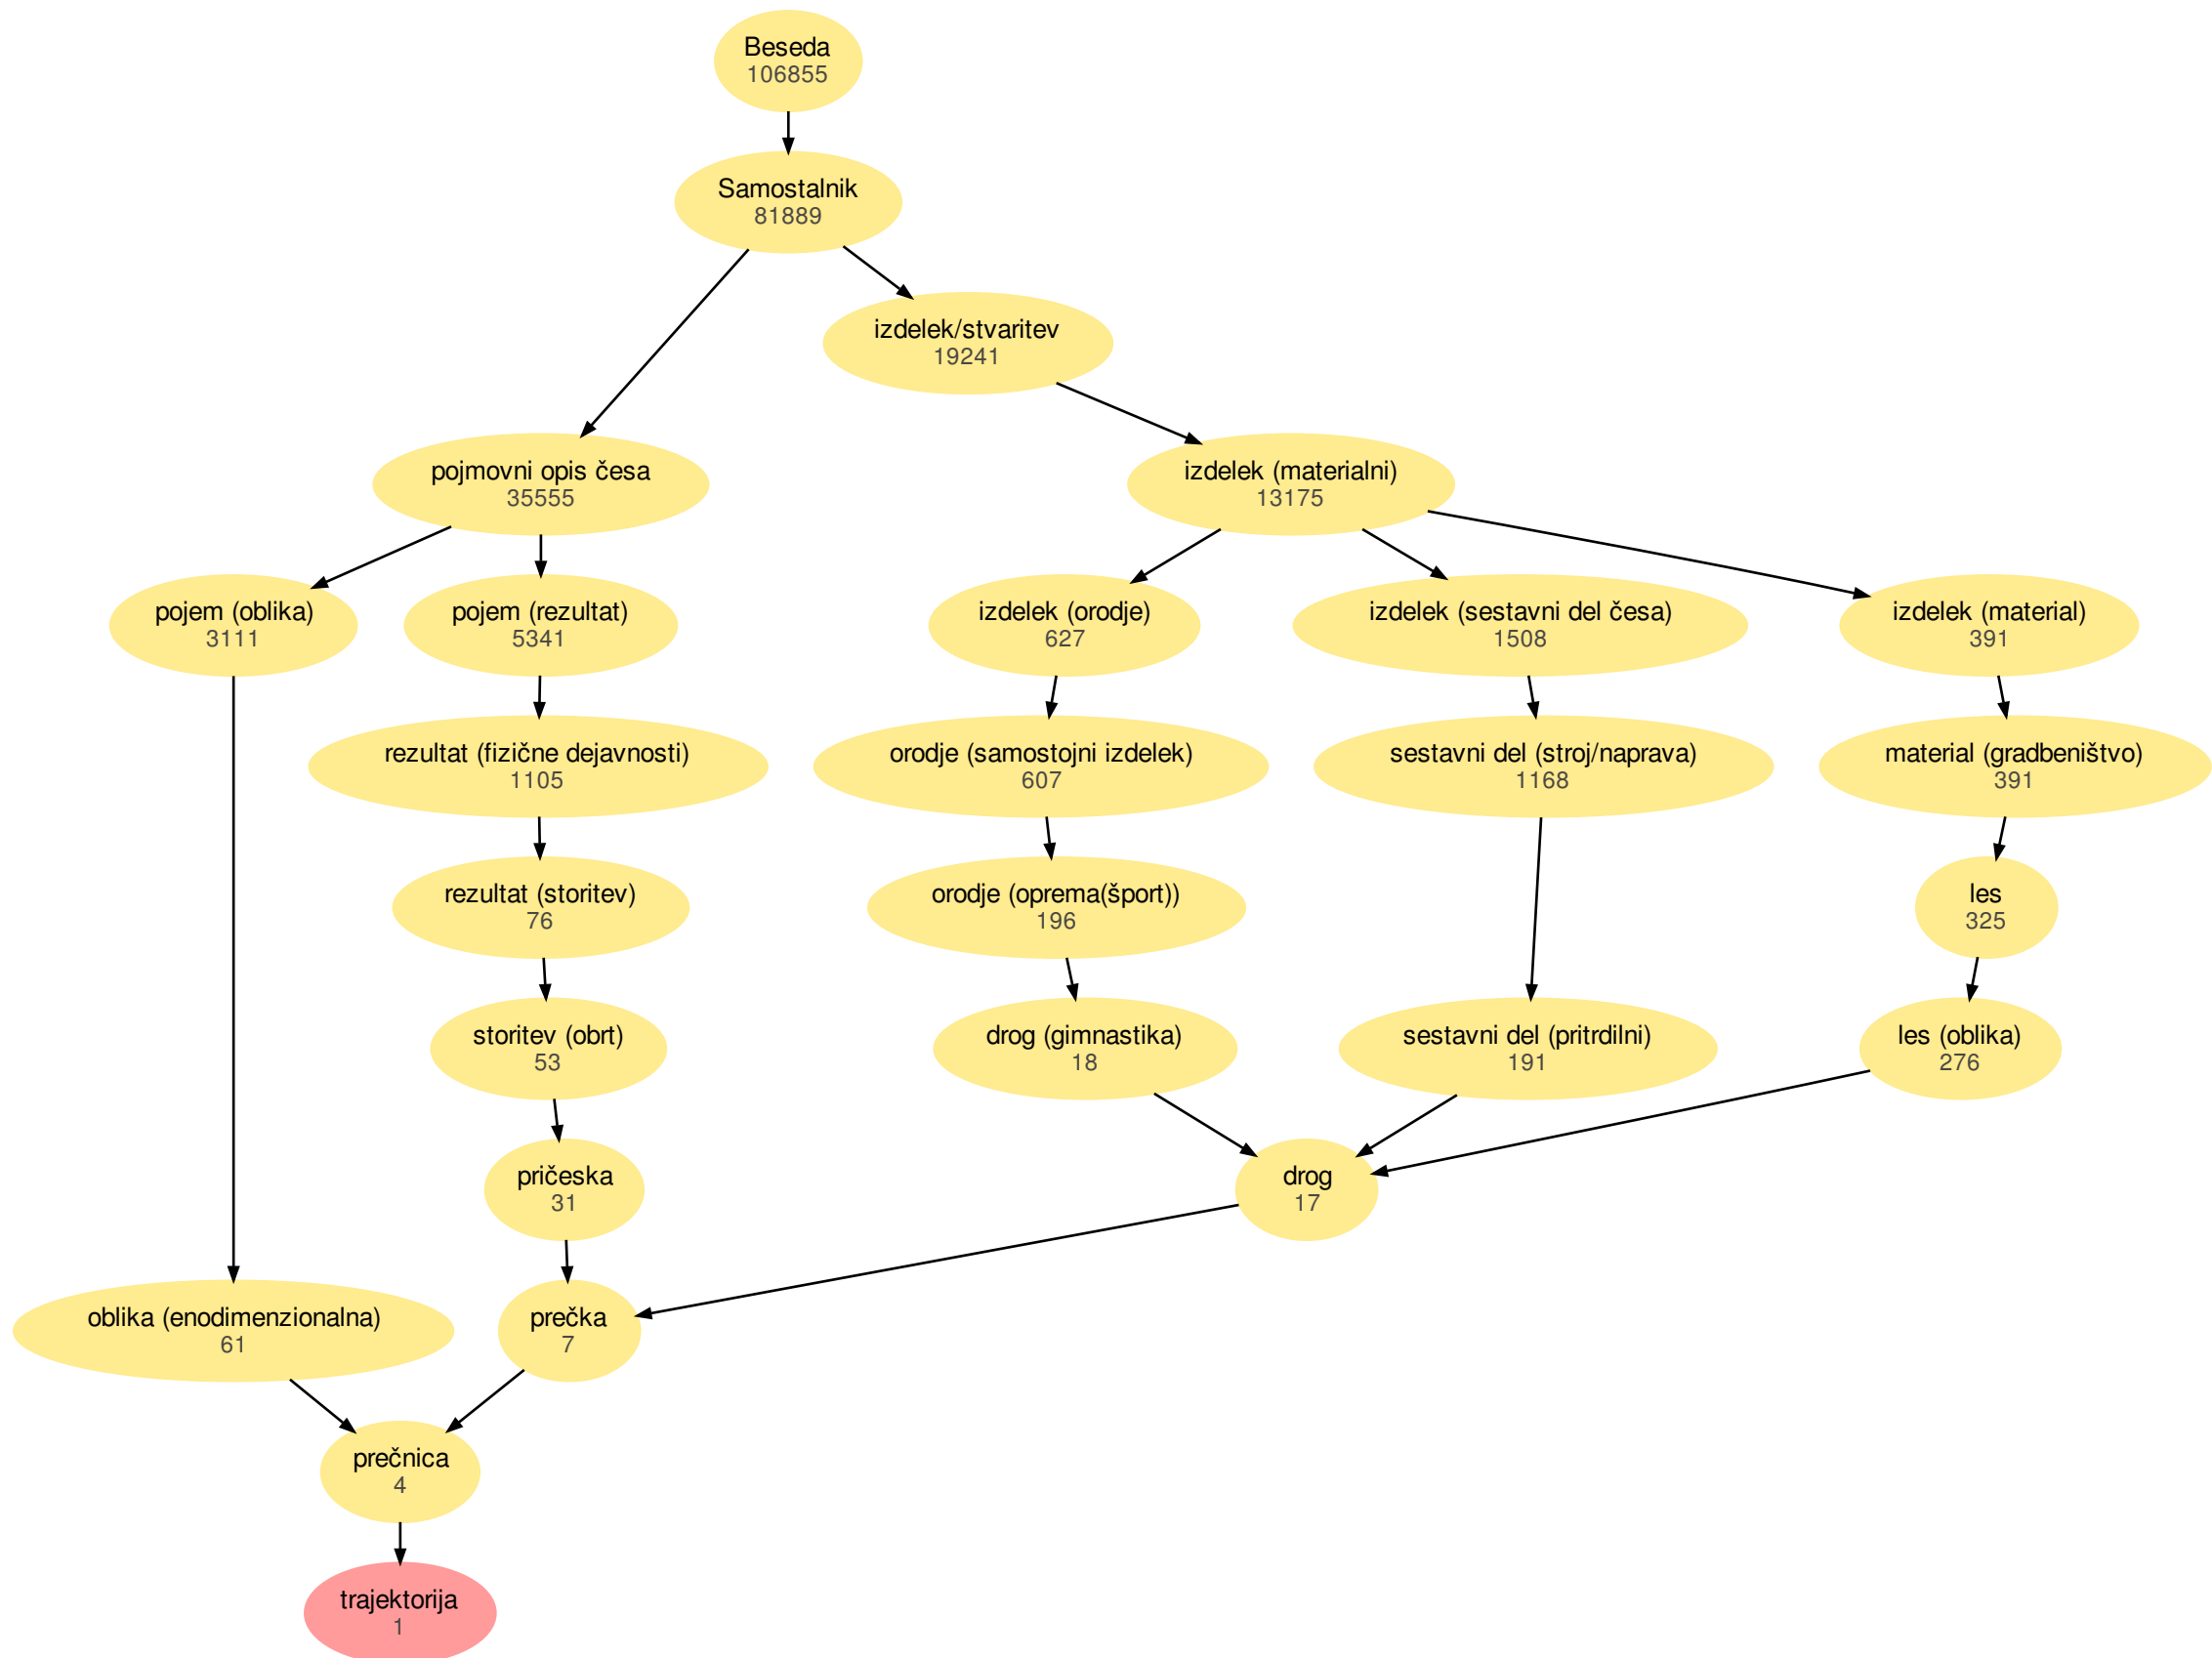 Beseda
106855
Samostalnik
81889
izdelek/stvaritev
19241
pojmovni opis česa
35555
izdelek (materialni)
13175
pojem (oblika)
3111
pojem (rezultat)
5341
izdelek (orodje)
627
izdelek (sestavni del česa)
1508
izdelek (material)
391
rezultat (fizične dejavnosti)
1105
orodje (samostojni izdelek)
607
sestavni del (stroj/naprava)
1168
material (gradbeništvo)
391
rezultat (storitev)
76
orodje (oprema(šport))
196
les
325
storitev (obrt)
53
drog (gimnastika)
18
sestavni del (pritrdilni)
191
les (oblika)
276
pričeska
31
drog
17
oblika (enodimenzionalna)
61
prečka
7
prečnica
4
trajektorija
1